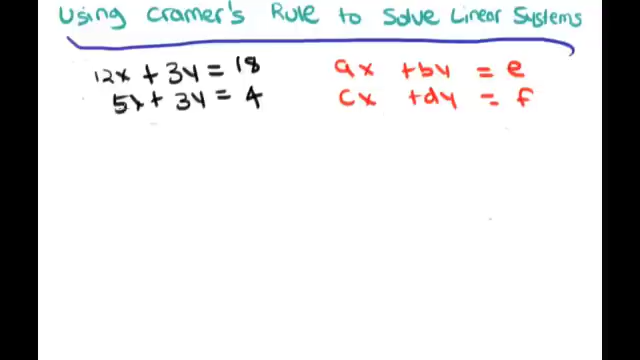 Using Cramer's Rule to Solve Linear Systems
12x + 3y = 18
5x + 3y = 4
ax + by = e
cx + dy = f